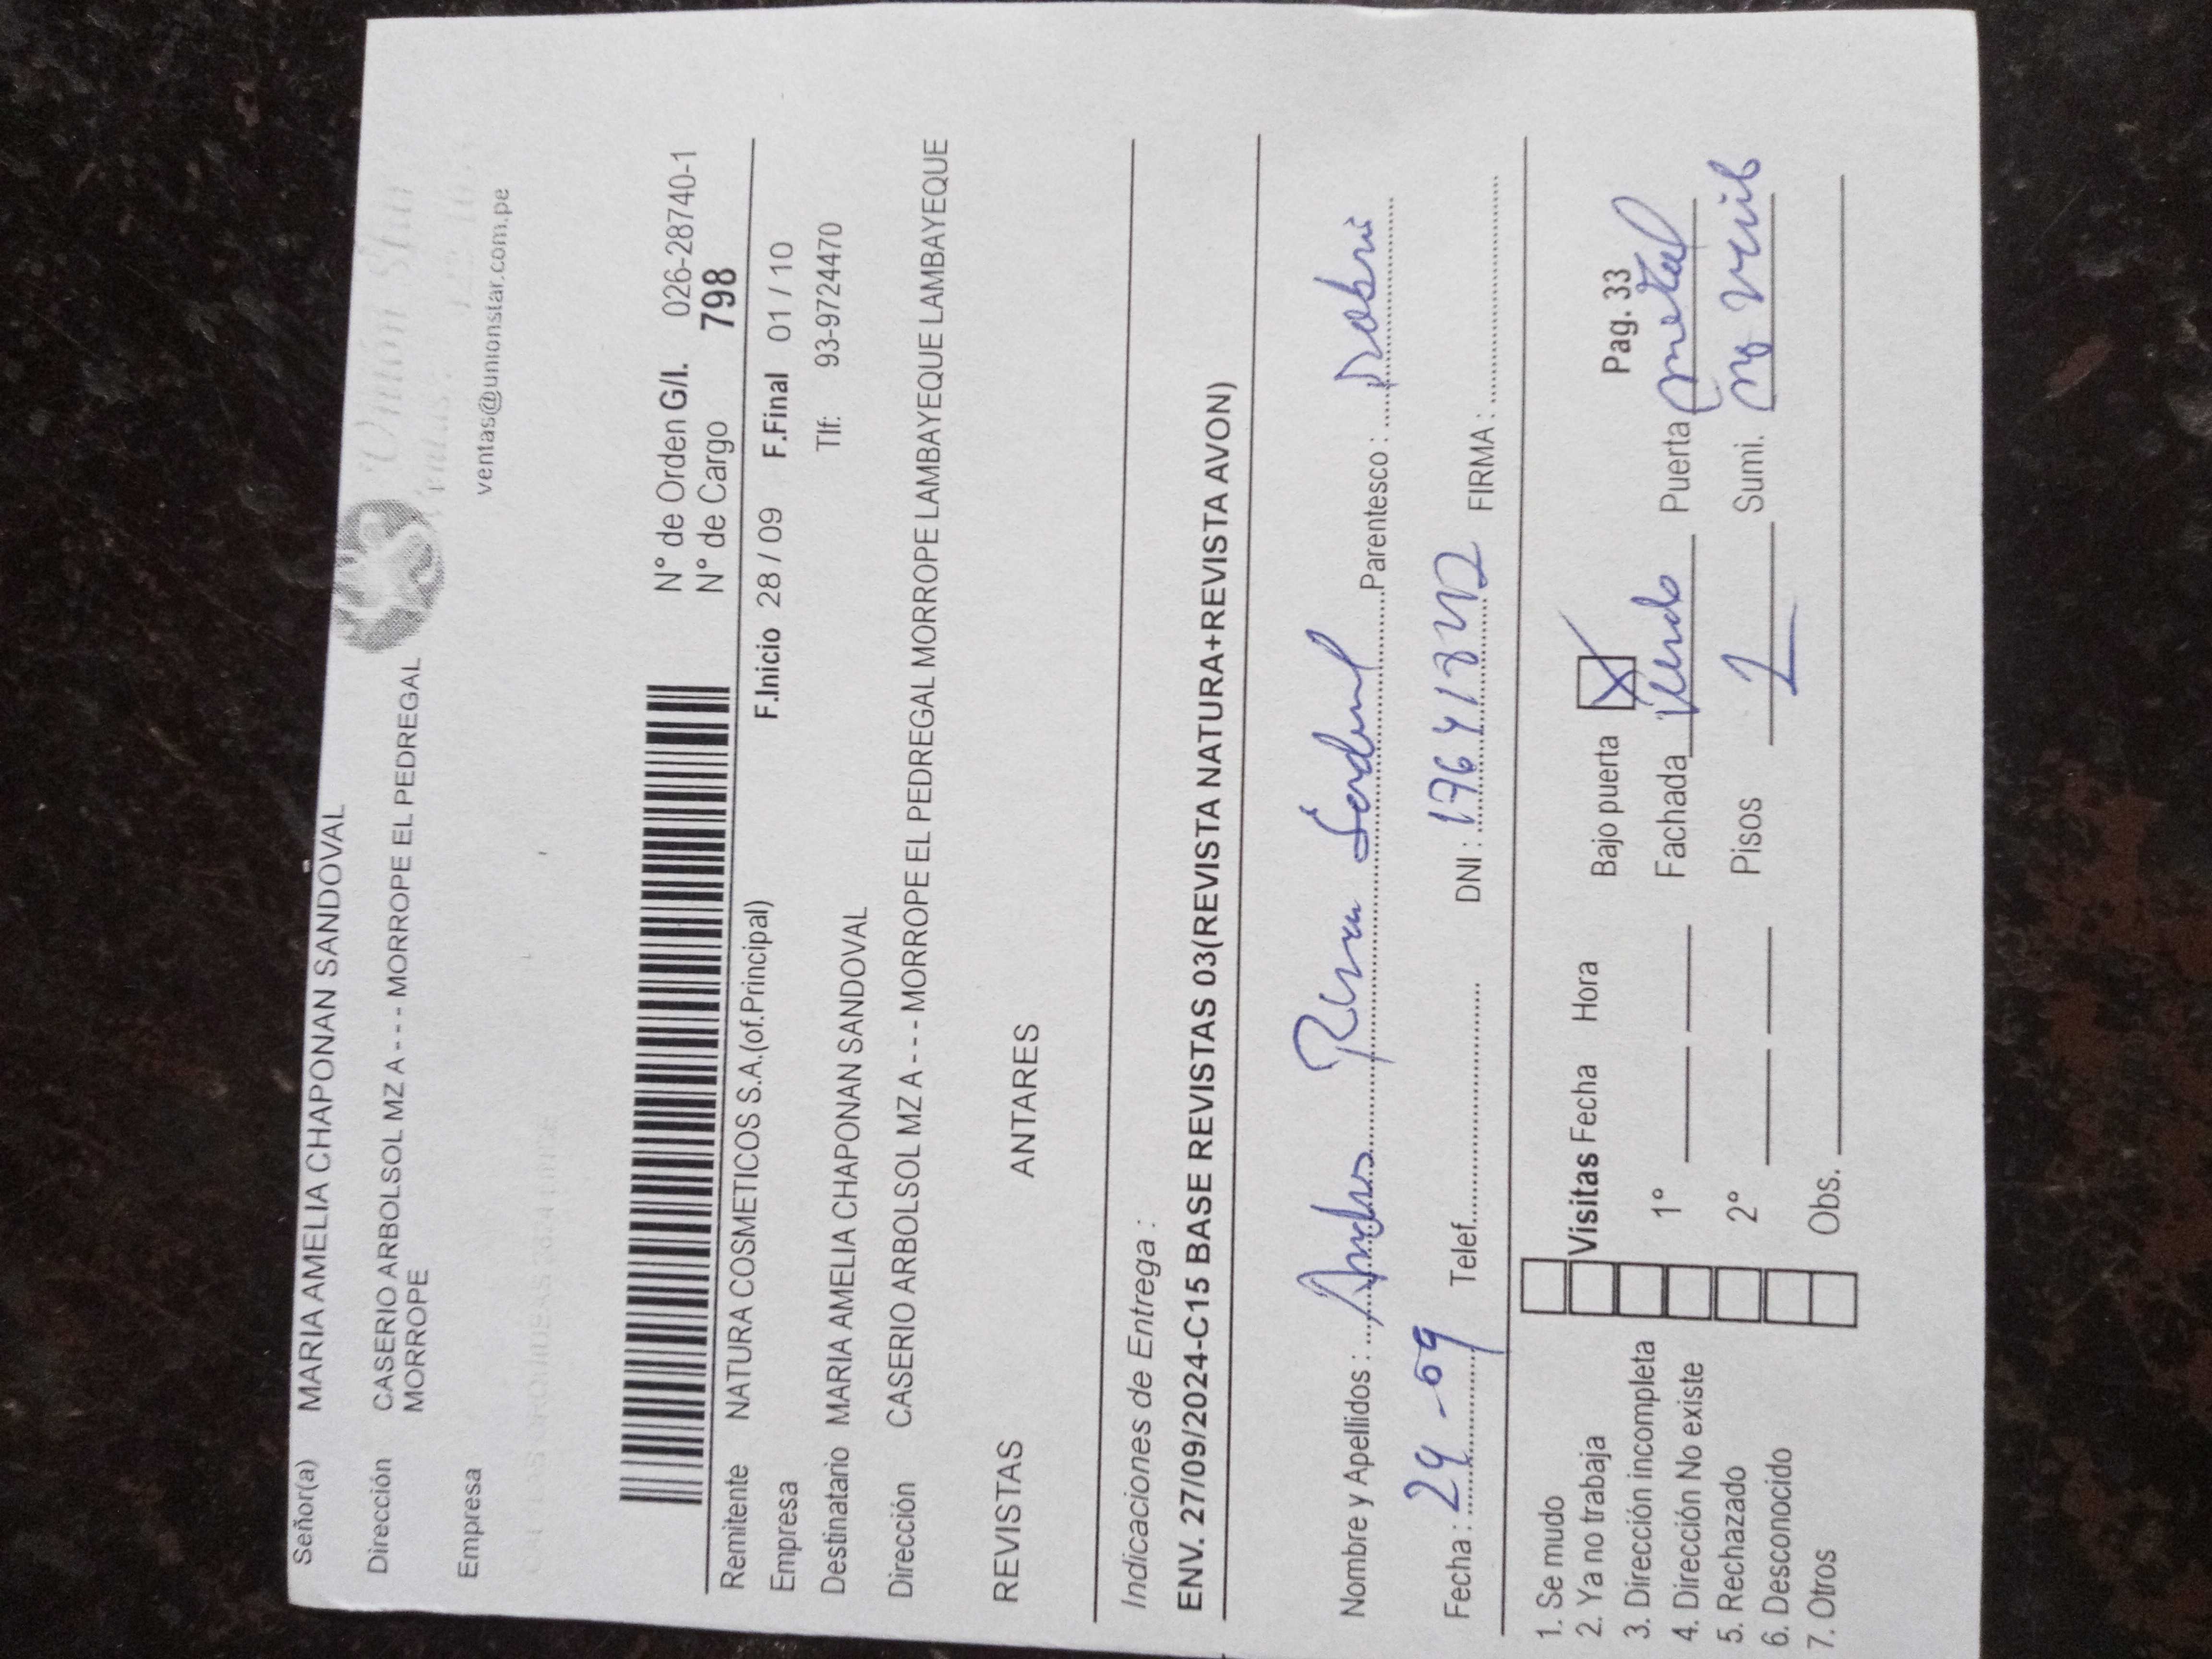 Señor(a) MARIA AMELIA CHAPONAN SANDOVAL
Dirección CASERIO ARBOLSOL MZ A - - - MORROPE EL PEDREGAL
MORROPE
Unión Star
ventas@unionstar.com.pe
Empresa
N° de Orden G/I. 026-28740-1
N° de Cargo 798
Remitente NATURA COSMETICOS S.A.(of.Principal)
F.Inicio 28 / 09 F.Final 01 / 10
Empresa
Tlf: 93-9724470
Destinatario MARIA AMELIA CHAPONAN SANDOVAL
Dirección CASERIO ARBOLSOL MZ A - - - MORROPE EL PEDREGAL MORROPE LAMBAYEQUE LAMBAYEQUE
REVISTAS ANTARES
Indicaciones de Entrega :
ENV. 27/09/2024-C15 BASE REVISTAS 03(REVISTA NATURA+REVISTA AVON)
Nombre y Apellidos : Parentesco :
Fecha : 29-09 Telef. DNI : FIRMA :
1. Se mudo
2. Ya no trabaja
3. Dirección incompleta
4. Dirección No existe
5. Rechazado
6. Desconocido
7. Otros
Visitas Fecha Hora
1°
2°
Obs.
Bajo puerta Pag. 33
Fachada Puerta metal
Pisos 1 Sumi.